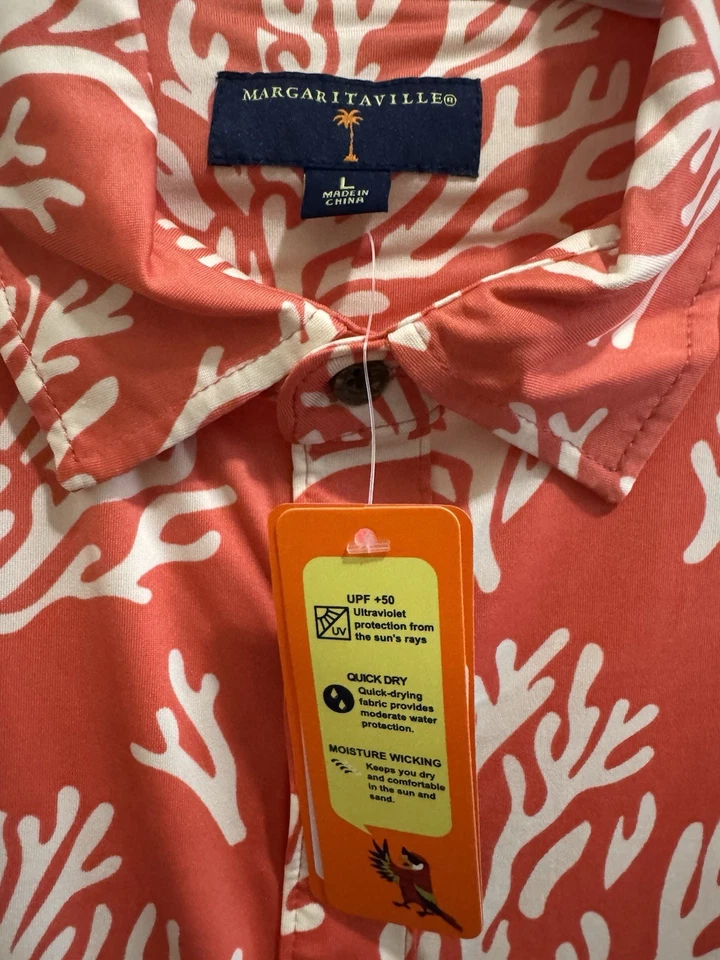 MARGARITAVILLE®
L
MADE IN
CHINA
UPF +50
Ultraviolet
protection from
the sun's rays
UV
QUICK DRY
Quick-drying
fabric provides
moderate water
protection.
MOISTURE WICKING
Keeps you dry
and comfortable
in the sun and
sand.